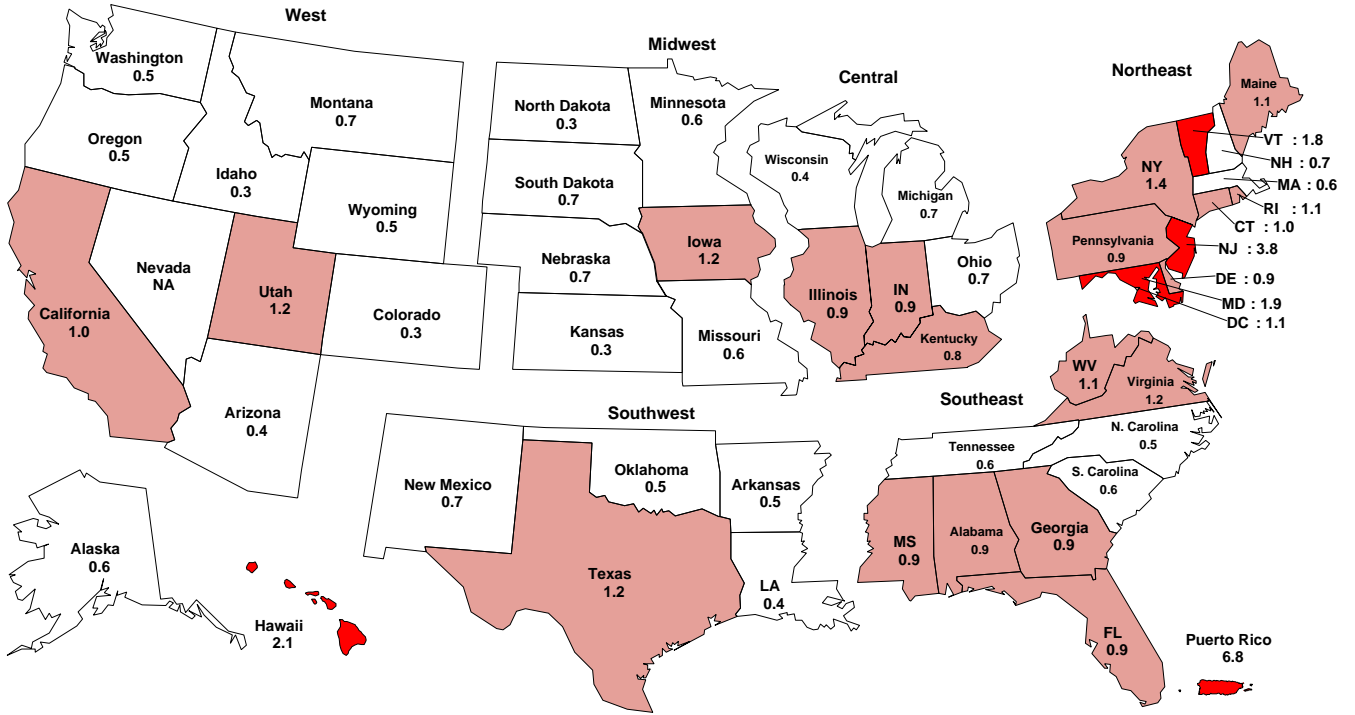 West
Washington
0.5
Oregon
0.5
Idaho
0.3
Montana
0.7
Wyoming
0.5
California
1.0
Nevada
NA
Utah
1.2
Colorado
0.3
Arizona
0.4
Alaska
0.6
Hawaii
2.1
Midwest
North Dakota
0.3
Minnesota
0.6
South Dakota
0.7
Nebraska
0.7
Iowa
1.2
Kansas
0.3
Missouri
0.6
Central
Wisconsin
0.4
Michigan
0.7
Illinois
0.9
IN
0.9
Ohio
0.7
Kentucky
0.8
Northeast
Maine
1.1
VT : 1.8
NH : 0.7
MA : 0.6
RI : 1.1
CT : 1.0
NJ : 3.8
DE : 0.9
MD : 1.9
DC : 1.1
NY
1.4
Pennsylvania
0.9
Southwest
New Mexico
0.7
Oklahoma
0.5
Arkansas
0.5
Texas
1.2
LA
0.4
Southeast
WV
1.1
Virginia
1.2
Tennessee
0.6
N. Carolina
0.5
S. Carolina
0.6
MS
0.9
Alabama
0.9
Georgia
0.9
FL
0.9
Puerto Rico
6.8